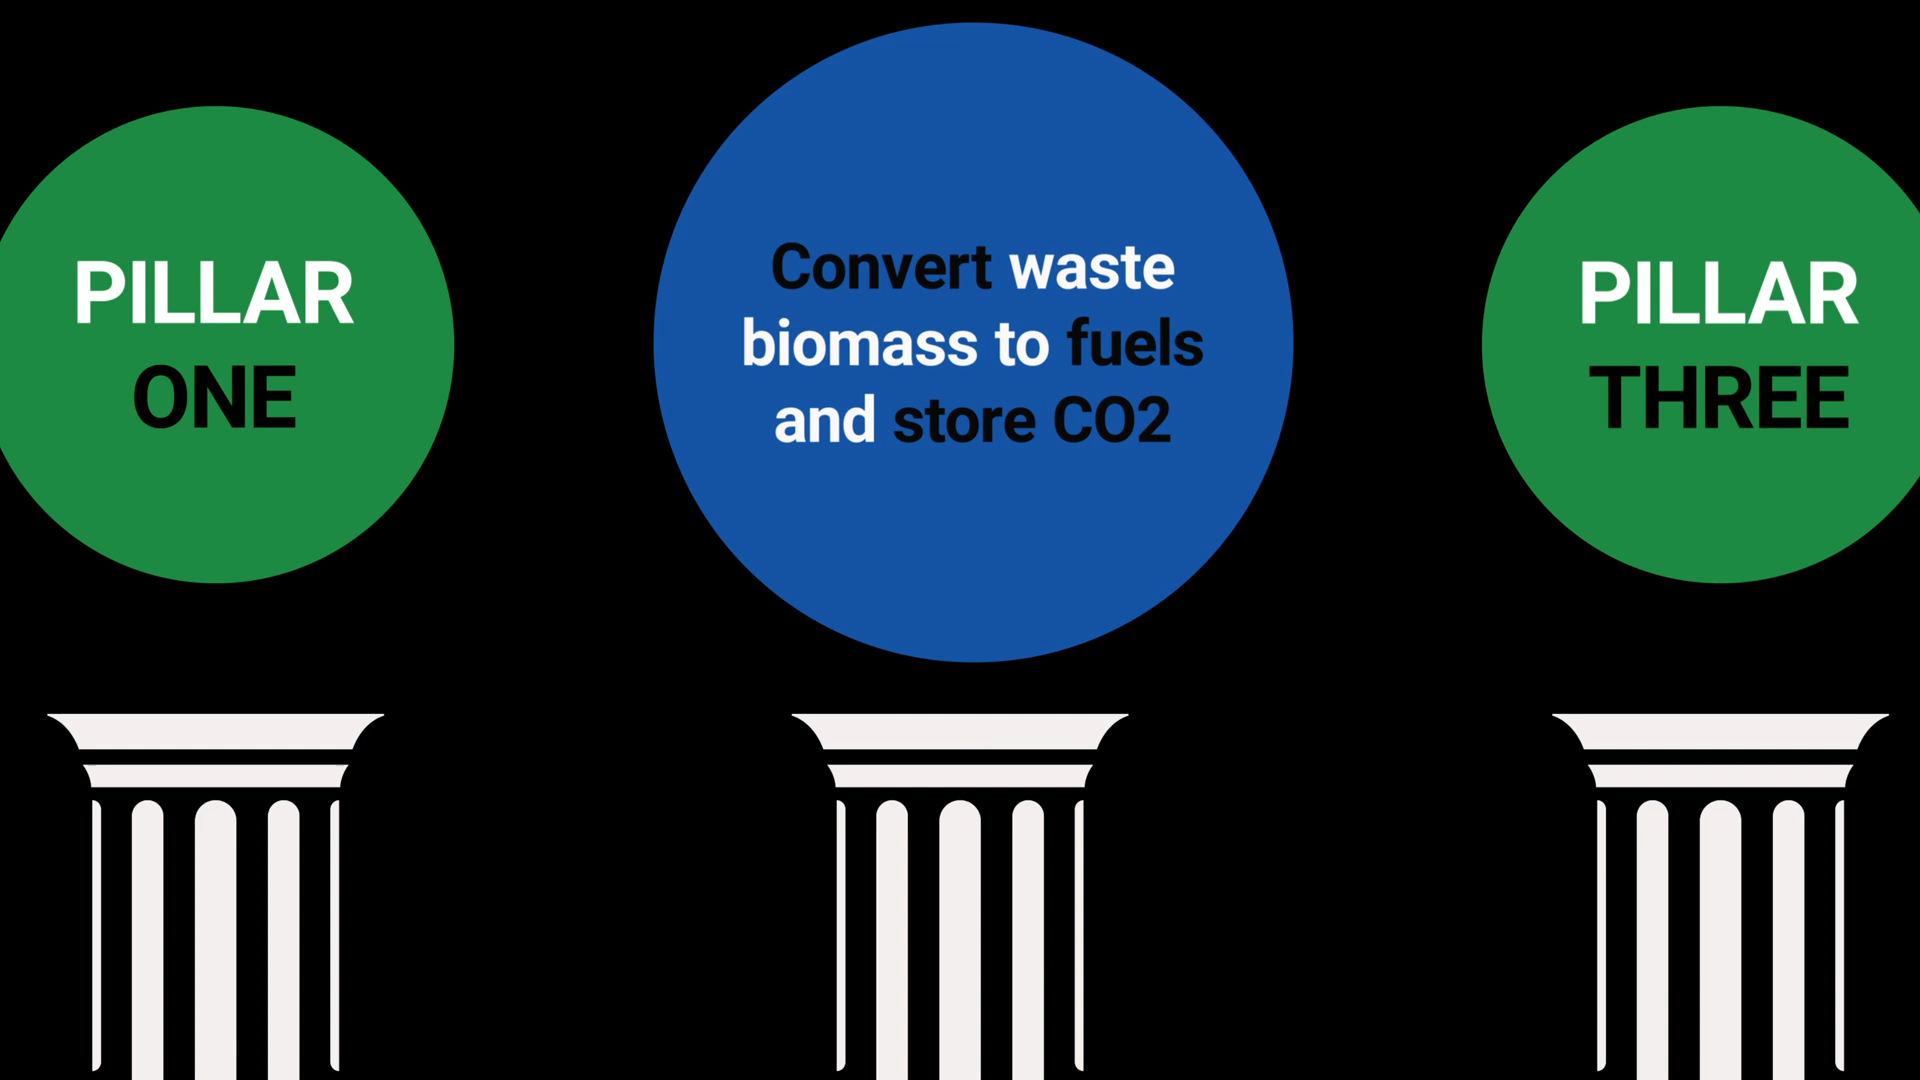 PILLAR
ONE
Convert waste
biomass to fuels
and store CO2
PILLAR
THREE